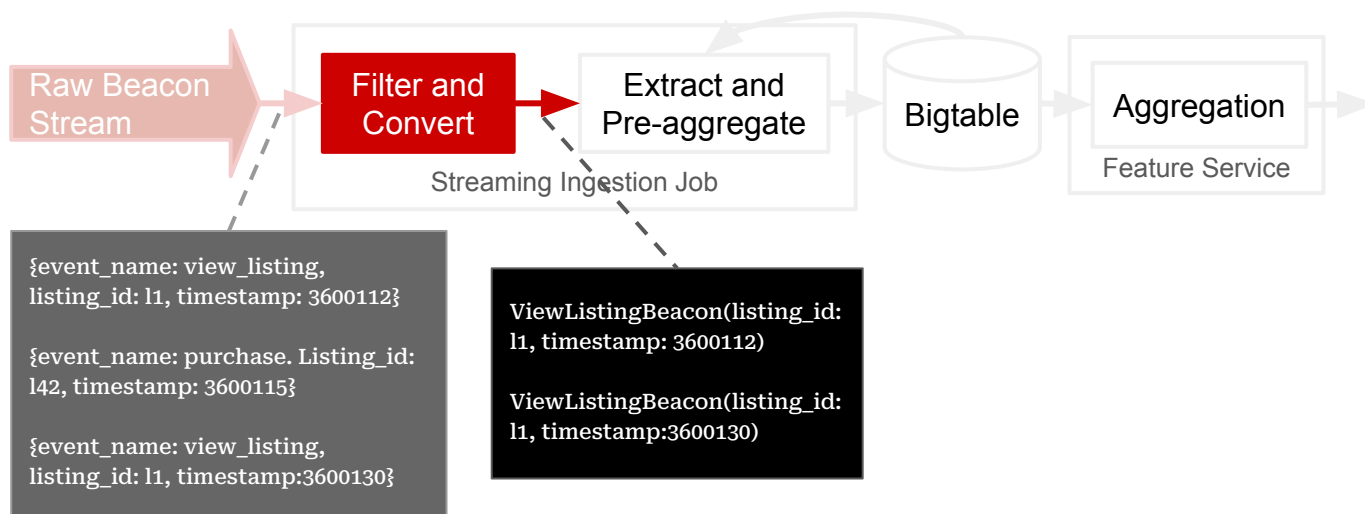 Raw Beacon
Stream
Filter and
Convert
Extract and
Pre-aggregate
Streaming Ingestion Job
Bigtable
Aggregation
Feature Service
{event_name: view_listing,
listing_id: l1, timestamp: 3600112}
{event_name: purchase. Listing_id:
l42, timestamp: 3600115}
{event_name: view_listing,
listing_id: l1, timestamp:3600130}
ViewListingBeacon(listing_id:
l1, timestamp: 3600112)
ViewListingBeacon(listing_id:
l1, timestamp:3600130)